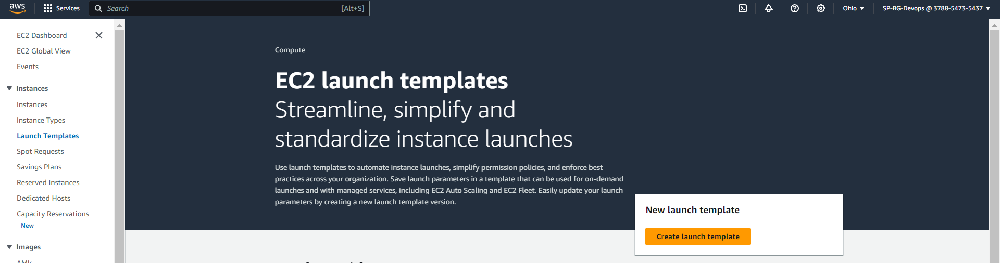 aws
Services
Search
[Alt+S]
Ohio
SP-BG-Devops @ 3788-5473-5437
EC2 Dashboard
EC2 Global View
Events
Instances
Instances
Instance Types
Launch Templates
Spot Requests
Savings Plans
Reserved Instances
Dedicated Hosts
Capacity Reservations
New
Images
AMIs
Compute
EC2 launch templates
Streamline, simplify and
standardize instance launches
Use launch templates to automate instance launches, simplify permission policies, and enforce best
practices across your organization. Save launch parameters in a template that can be used for on-demand
launches and with managed services, including EC2 Auto Scaling and EC2 Fleet. Easily update your launch
parameters by creating a new launch template version.
New launch template
Create launch template